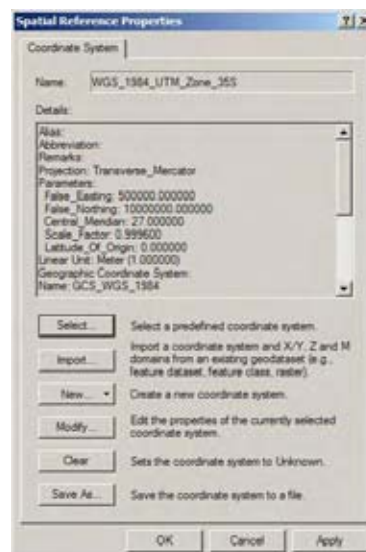 Spatial Reference Properties
Coordinate System
Name: WGS_1984_UTM_Zone_35S
Details:
Alias:
Abbreviation:
Remarks:
Projection: Transverse_Mercator
Parameters:
False_Easting: 500000.000000
False_Northing: 10000000.000000
Central_Meridian: 27.000000
Scale_Factor: 0.999600
Latitude_Of_Origin: 0.000000
Linear Unit: Meter (1.000000)
Geographic Coordinate System:
Name: GCS_WGS_1984
Select... Select a predefined coordinate system.
Import a coordinate system and X/Y, Z and M
Import... domains from an existing geodataset (e.g.,
feature dataset, feature class, raster).
New... Create a new coordinate system.
Modify... Edit the properties of the currently selected
coordinate system.
Clear Sets the coordinate system to Unknown.
Save As... Save the coordinate system to a file.
OK Cancel Apply